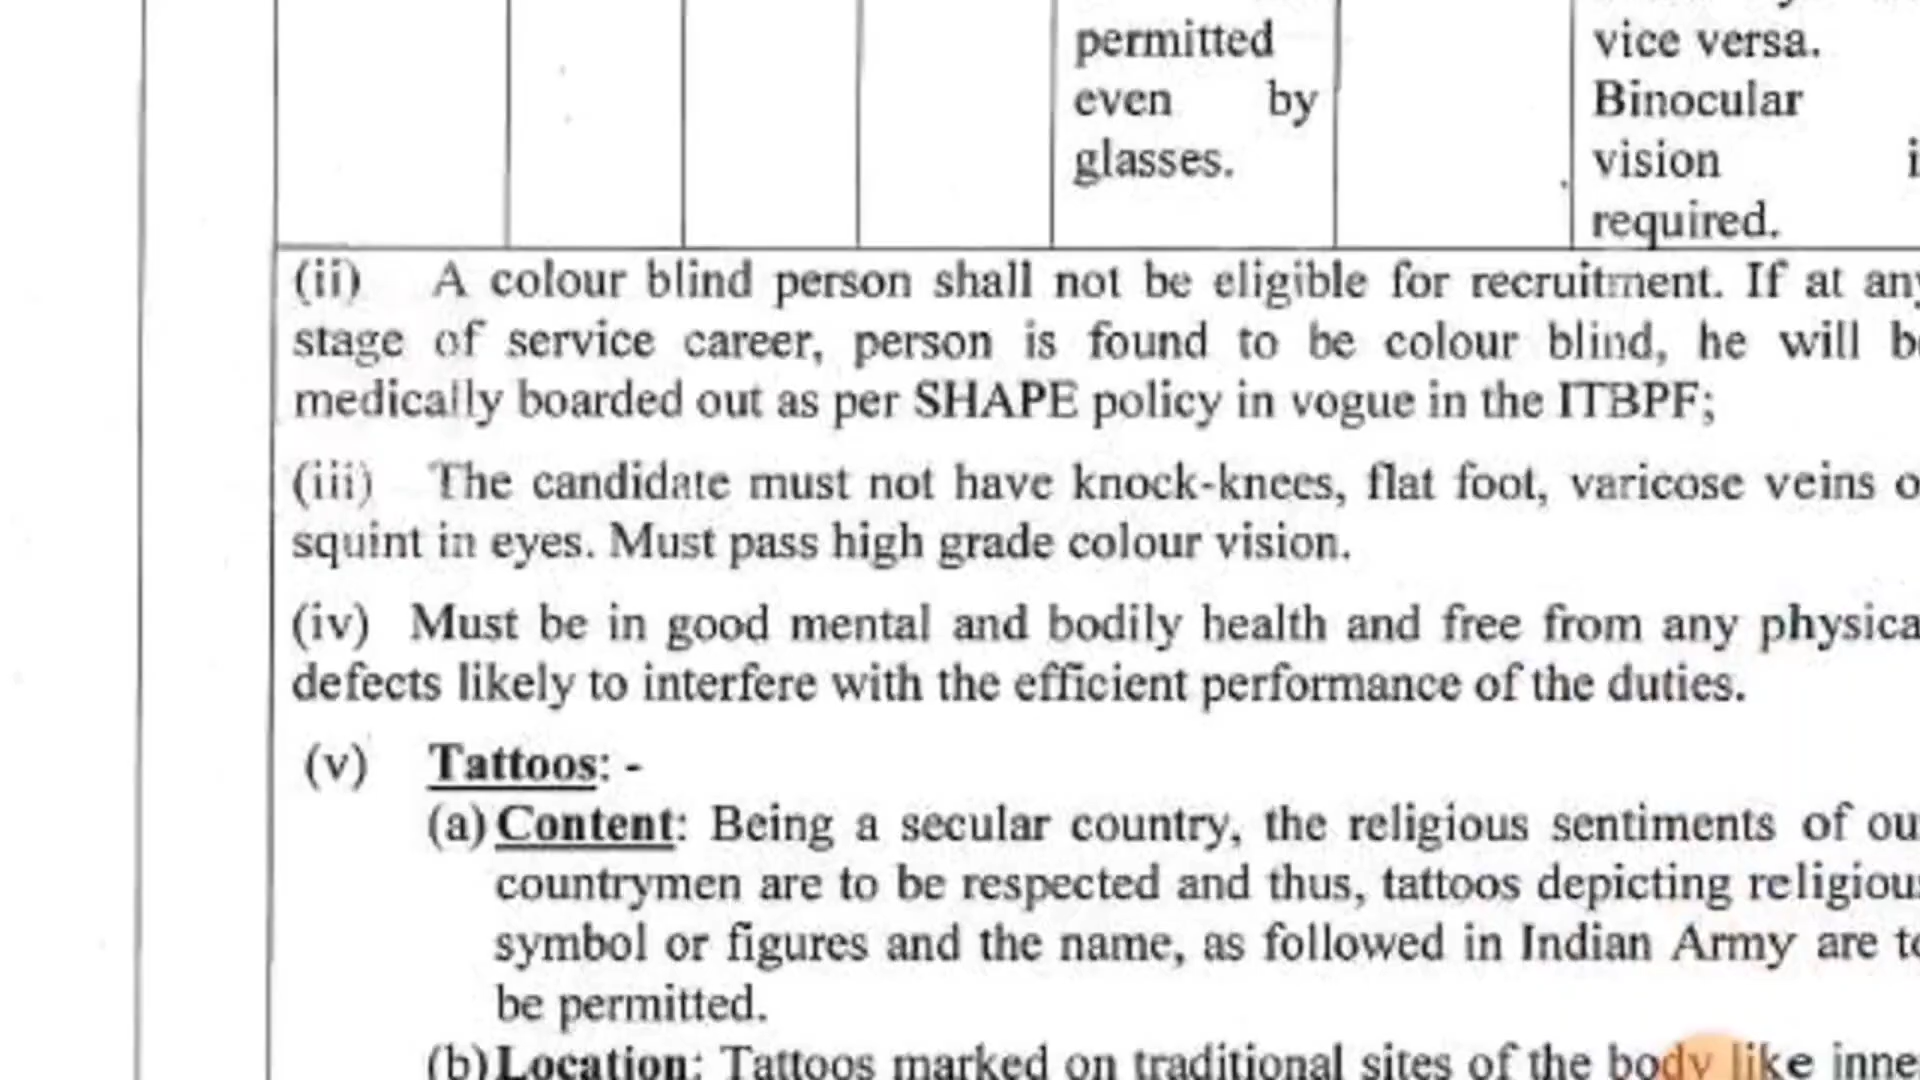 permitted
even by
glasses.
vice versa.
Binocular
vision
required.
(ii) A colour blind person shall not be eligible for recruitment. If at any
stage of service career, person is found to be colour blind, he will be
medically boarded out as per SHAPE policy in vogue in the ITBPF;
(iii) The candidate must not have knock-knees, flat foot, varicose veins o
squint in eyes. Must pass high grade colour vision.
(iv) Must be in good mental and bodily health and free from any physica
defects likely to interfere with the efficient performance of the duties.
(v) Tattoos: -
(a) Content: Being a secular country, the religious sentiments of ou
countrymen are to be respected and thus, tattoos depicting religious
symbol or figures and the name, as followed in Indian Army are to
be permitted.
(b) Location: Tattoos marked on traditional sites of the body like inne